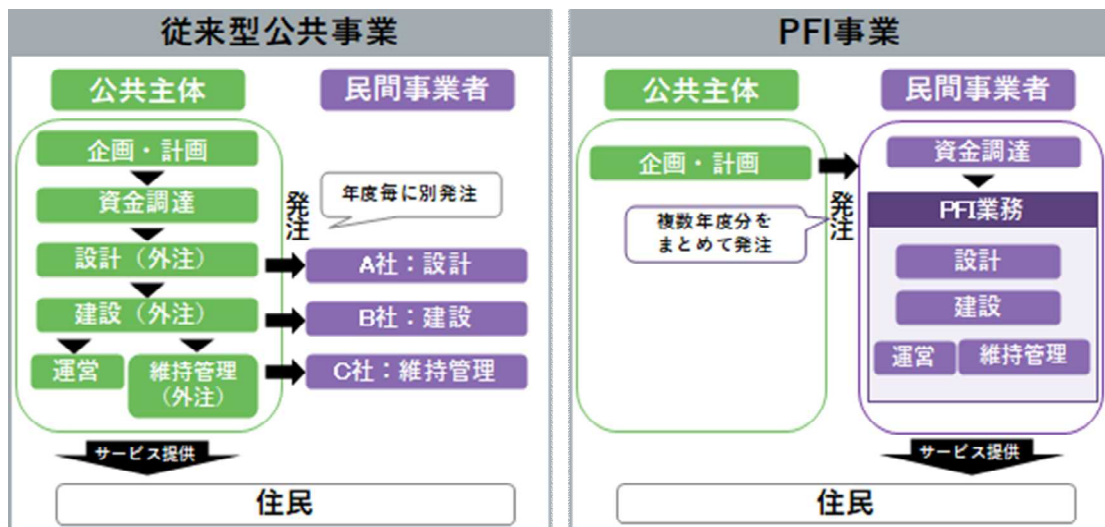 従来型公共事業
公共主体
民間事業者
企画・計画
資金調達
発注
年度毎に別発注
設計（外注）
A社：設計
建設（外注）
B社：建設
運営
維持管理
（外注）
C社：維持管理
サービス提供
住民
PFI事業
公共主体
民間事業者
企画・計画
発注
複数年度分を
まとめて発注
資金調達
PFI業務
設計
建設
運営
維持管理
サービス提供
住民